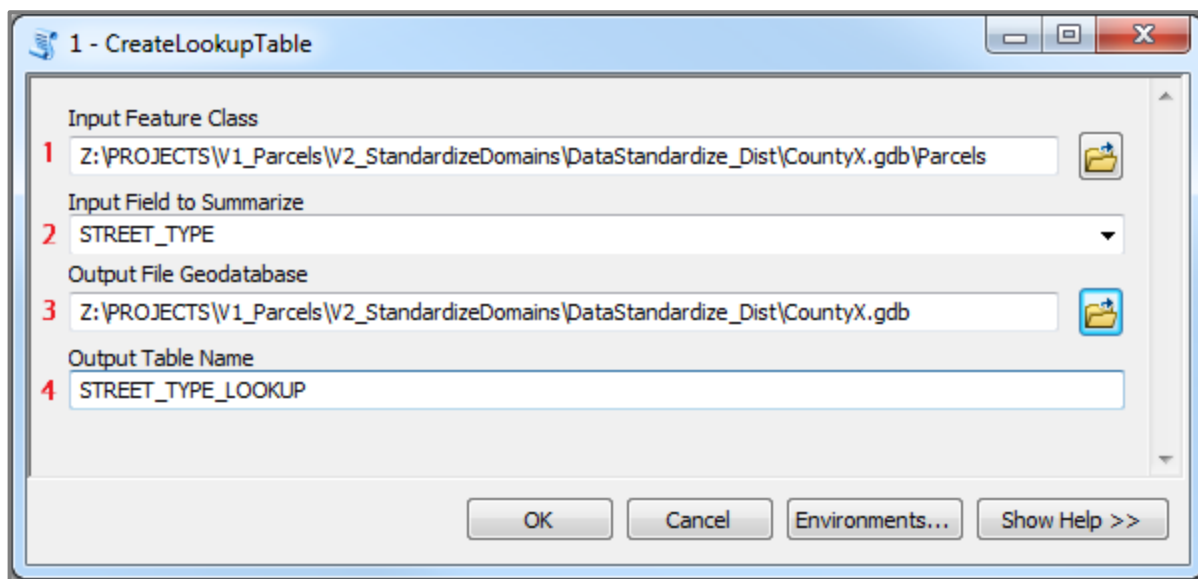 1 - CreateLookupTable
Input Feature Class
1 Z:\PROJECTS\V1_Parcels\V2_StandardizeDomains\DataStandardize_Dist\CountyX.gdb\Parcels
Input Field to Summarize
2 STREET_TYPE
Output File Geodatabase
3 Z:\PROJECTS\V1_Parcels\V2_StandardizeDomains\DataStandardize_Dist\CountyX.gdb
Output Table Name
4 STREET_TYPE_LOOKUP
OK Cancel Environments... Show Help >>